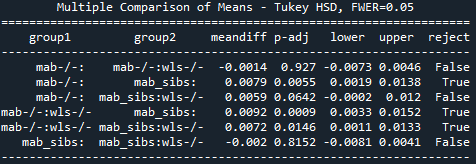 Multiple Comparison of Means - Tukey HSD, FWER=0.05
group1 group2 meandiff p-adj lower upper reject
mab-/-: mab-/-:wls-/- -0.0014 0.927 -0.0073 0.0046 False
mab-/-: mab_sibs: 0.0079 0.0055 0.0019 0.0138 True
mab-/-: mab_sibs:wls-/- 0.0059 0.0642 -0.0002 0.012 False
mab-/-:wls-/- mab_sibs: 0.0092 0.0009 0.0033 0.0152 True
mab-/-:wls-/- mab_sibs:wls-/- 0.0072 0.0146 0.0011 0.0133 True
mab_sibs: mab_sibs:wls-/- -0.002 0.8152 -0.0081 0.0041 False